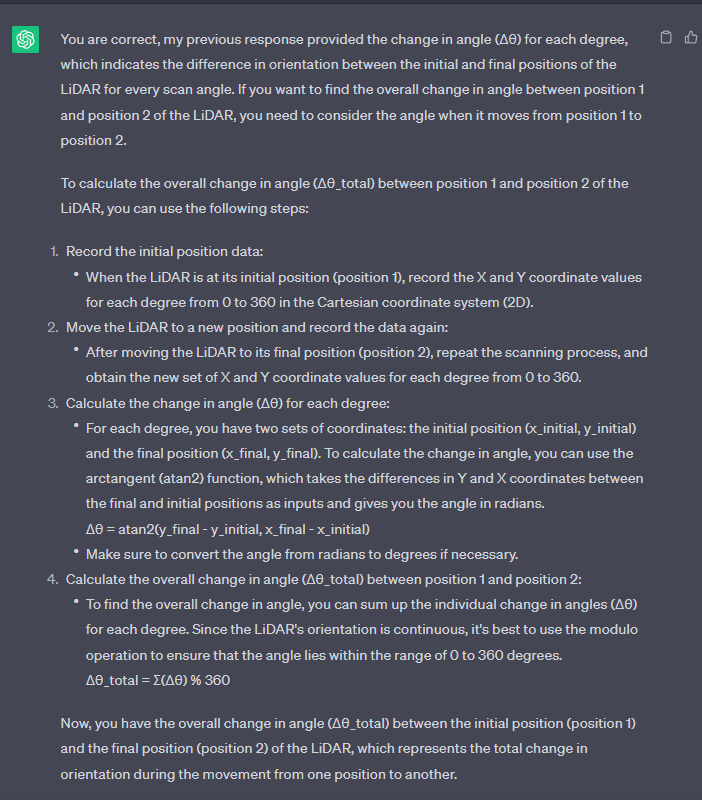 You are correct, my previous response provided the change in angle (Δθ) for each degree,
which indicates the difference in orientation between the initial and final positions of the
LiDAR for every scan angle. If you want to find the overall change in angle between position 1
and position 2 of the LiDAR, you need to consider the angle when it moves from position 1 to
position 2.
To calculate the overall change in angle (Δθ_total) between position 1 and position 2 of the
LiDAR, you can use the following steps:
1. Record the initial position data:
• When the LiDAR is at its initial position (position 1), record the X and Y coordinate values
for each degree from 0 to 360 in the Cartesian coordinate system (2D).
2. Move the LiDAR to a new position and record the data again:
• After moving the LiDAR to its final position (position 2), repeat the scanning process, and
obtain the new set of X and Y coordinate values for each degree from 0 to 360.
3. Calculate the change in angle (Δθ) for each degree:
• For each degree, you have two sets of coordinates: the initial position (x_initial, y_initial)
and the final position (x_final, y_final). To calculate the change in angle, you can use the
arctangent (atan2) function, which takes the differences in Y and X coordinates between
the final and initial positions as inputs and gives you the angle in radians.
Δθ = atan2(y_final - y_initial, x_final - x_initial)
• Make sure to convert the angle from radians to degrees if necessary.
4. Calculate the overall change in angle (Δθ_total) between position 1 and position 2:
• To find the overall change in angle, you can sum up the individual change in angles (Δθ)
for each degree. Since the LiDAR's orientation is continuous, it's best to use the modulo
operation to ensure that the angle lies within the range of 0 to 360 degrees.
Δθ_total = Σ(Δθ) % 360
Now, you have the overall change in angle (Δθ_total) between the initial position (position 1)
and the final position (position 2) of the LiDAR, which represents the total change in
orientation during the movement from one position to another.